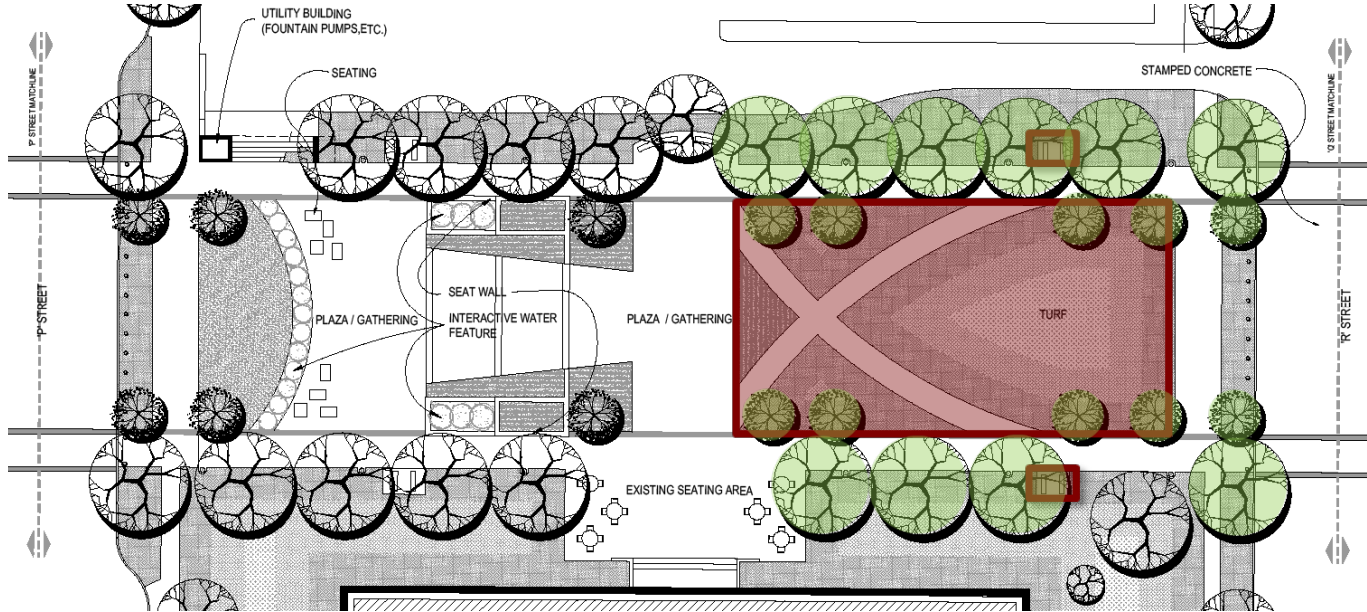 UTILITY BUILDING
(FOUNTAIN PUMPS,ETC.)
SEATING
STAMPED CONCRETE
'P' STREET MATCHLINE
'Q' STREET MATCHLINE
'P' STREET
PLAZA / GATHERING
SEAT WALL
INTERACTIVE WATER
FEATURE
PLAZA / GATHERING
TURF
'R' STREET
EXISTING SEATING AREA